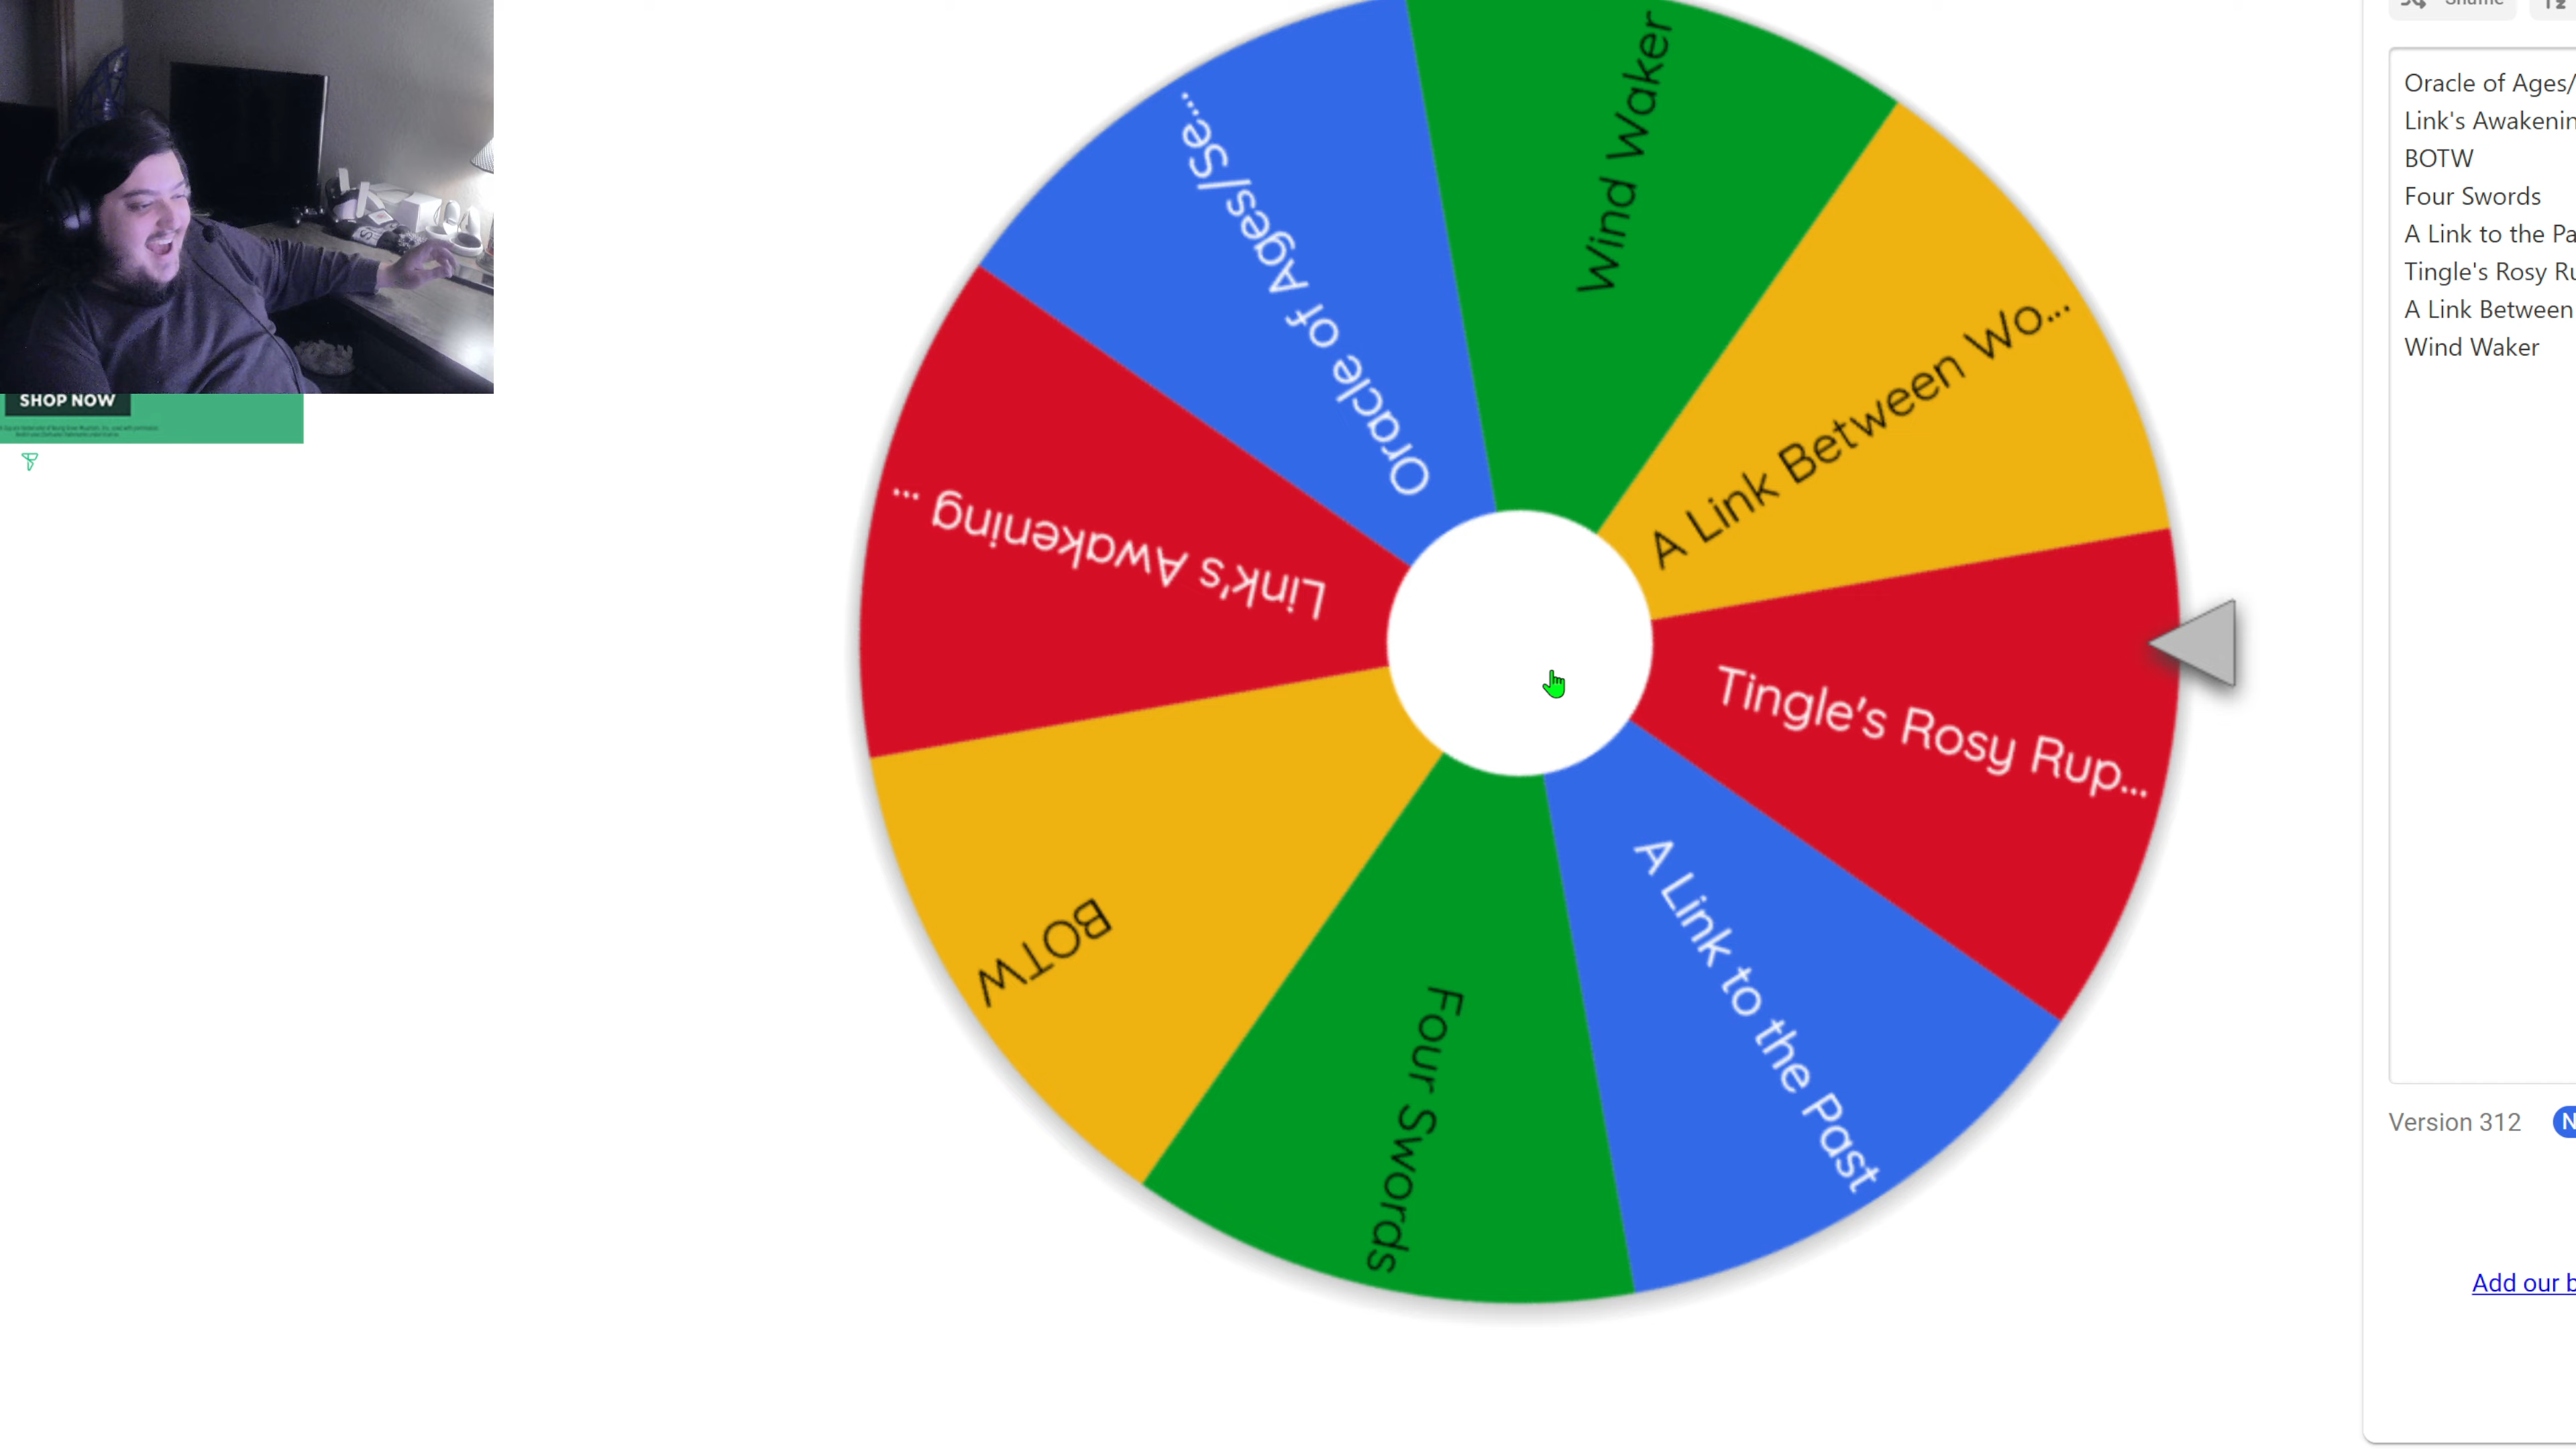 Shuffle
SHOP NOW
Wind Waker
A Link Between Wo...
Tingle's Rosy Rup...
A Link to the Past
Four Swords
BOTW
Link's Awakening ...
Oracle of Ages/Se...
Oracle of Ages/
Link's Awakenin
BOTW
Four Swords
A Link to the Pa
Tingle's Rosy Ru
A Link Between
Wind Waker
Version 312
N
Add our b